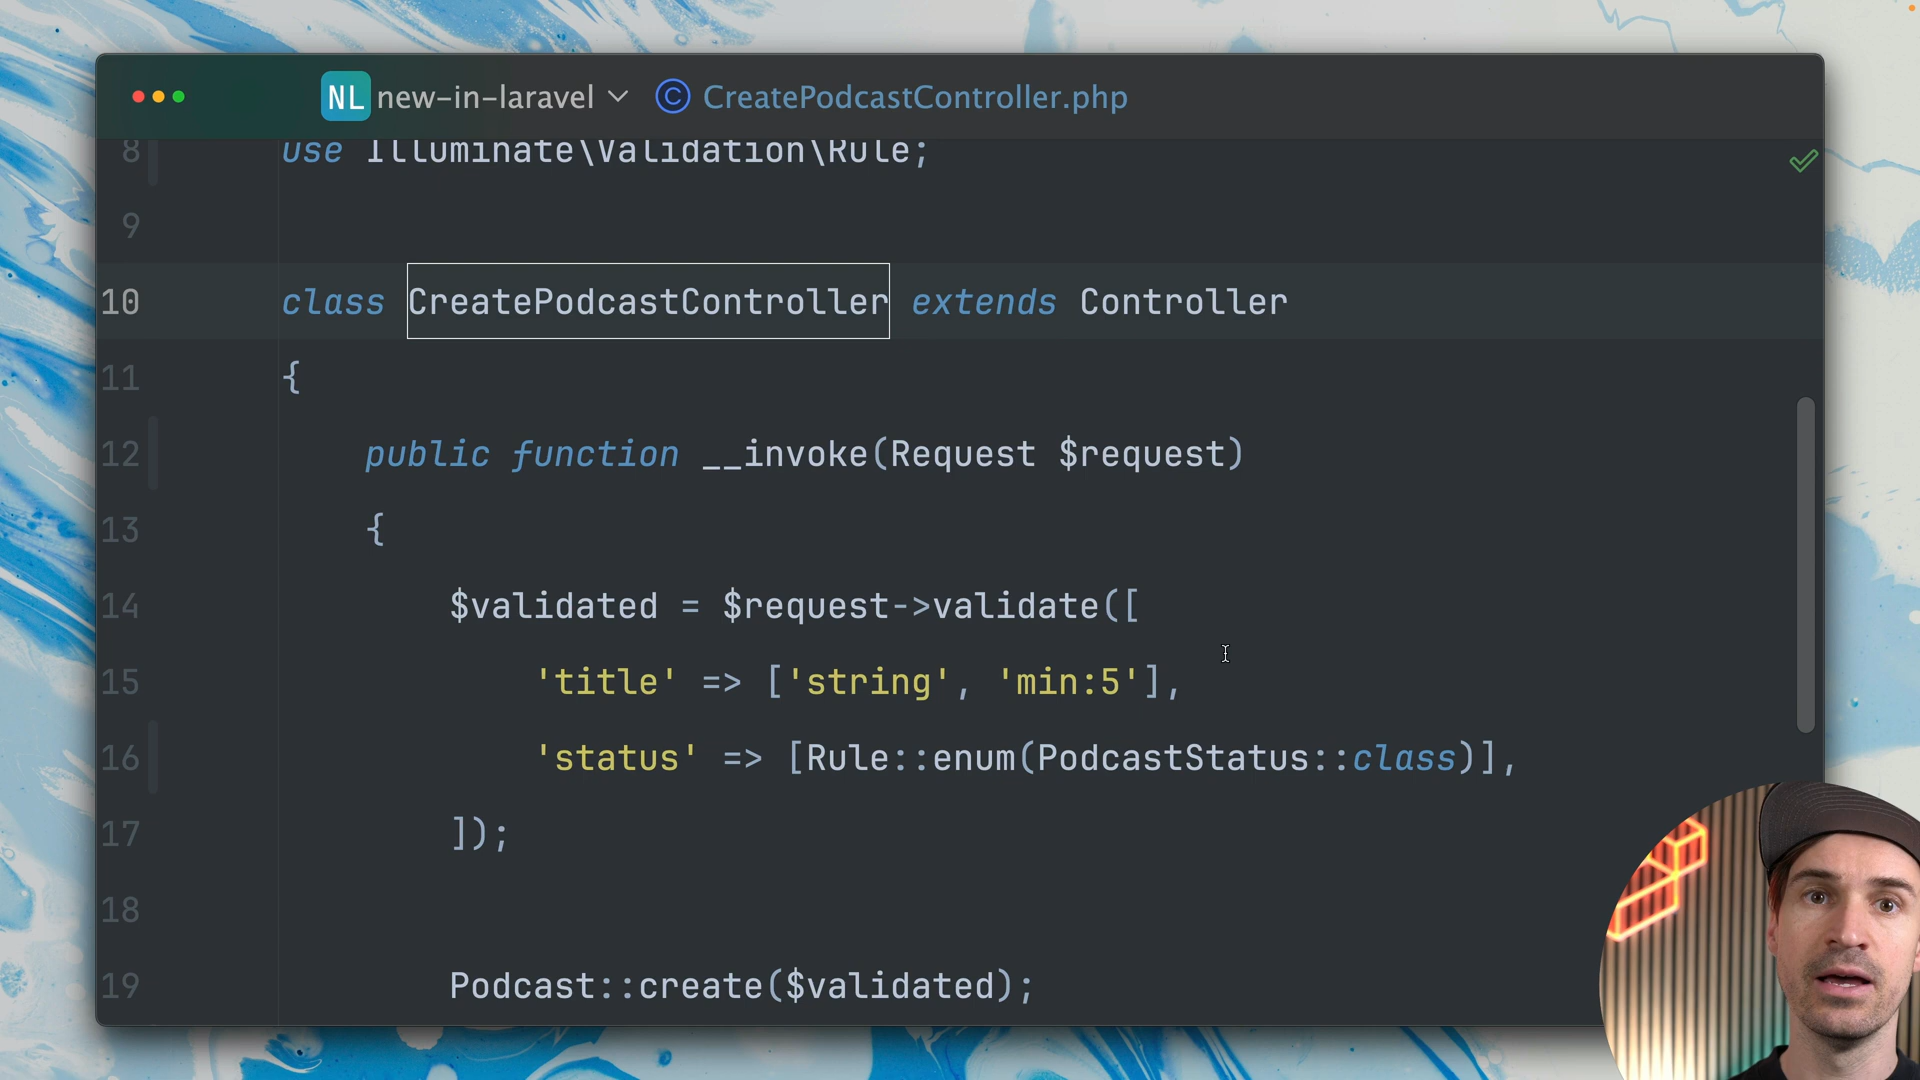 NL new-in-laravel CreatePodcastController.php
8 use Illuminate\Validation\Rule;
9
10 class CreatePodcastController extends Controller
11 {
12 public function __invoke(Request $request)
13 {
14 $validated = $request->validate([
15 'title' => ['string', 'min:5'],
16 'status' => [Rule::enum(PodcastStatus::class)],
17 ]);
18
19 Podcast::create($validated);